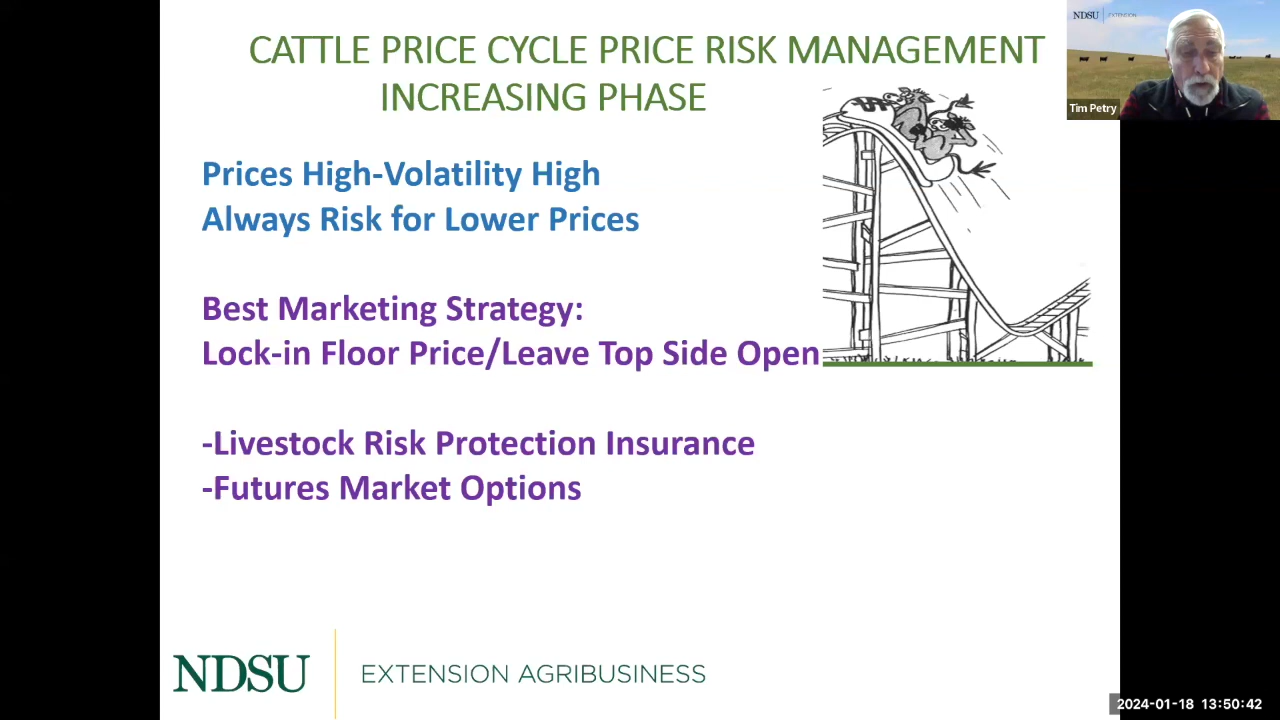 CATTLE PRICE CYCLE PRICE RISK MANAGEMENT
INCREASING PHASE
NDSU EXTENSION
Tim Petry
Prices High-Volatility High
Always Risk for Lower Prices
Best Marketing Strategy:
Lock-in Floor Price/Leave Top Side Open
-Livestock Risk Protection Insurance
-Futures Market Options
NDSU EXTENSION AGRIBUSINESS
2024-01-18 13:50:42